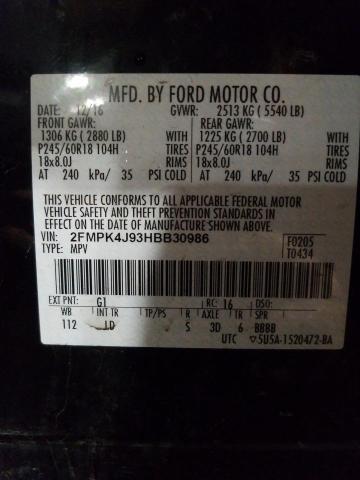 MFD. BY FORD MOTOR CO.
DATE: 12/16 GVWR: 2513 KG ( 5540 LB)
FRONT GAWR: REAR GAWR:
1306 KG ( 2880 LB) WITH 1225 KG ( 2700 LB) WITH
P245/60R18 104H TIRES P245/60R18 104H TIRES
18x8.0J RIMS 18x8.0J RIMS
AT 240 kPa/ 35 PSI COLD AT 240 kPa/ 35 PSI COLD
THIS VEHICLE CONFORMS TO ALL APPLICABLE FEDERAL MOTOR
VEHICLE SAFETY AND THEFT PREVENTION STANDARDS IN
EFFECT ON THE DATE OF MANUFACTURE SHOWN ABOVE.
VIN: 2FMPK4J93HBB30986 F0205
TYPE: MPV T0434
EXT PNT: G1 RC: 16 DSO:
WB INT TR TP/PS R AXLE TR SPR
112 LD S 3D 6 BBBB
UTC 5U5A-1520472-BA